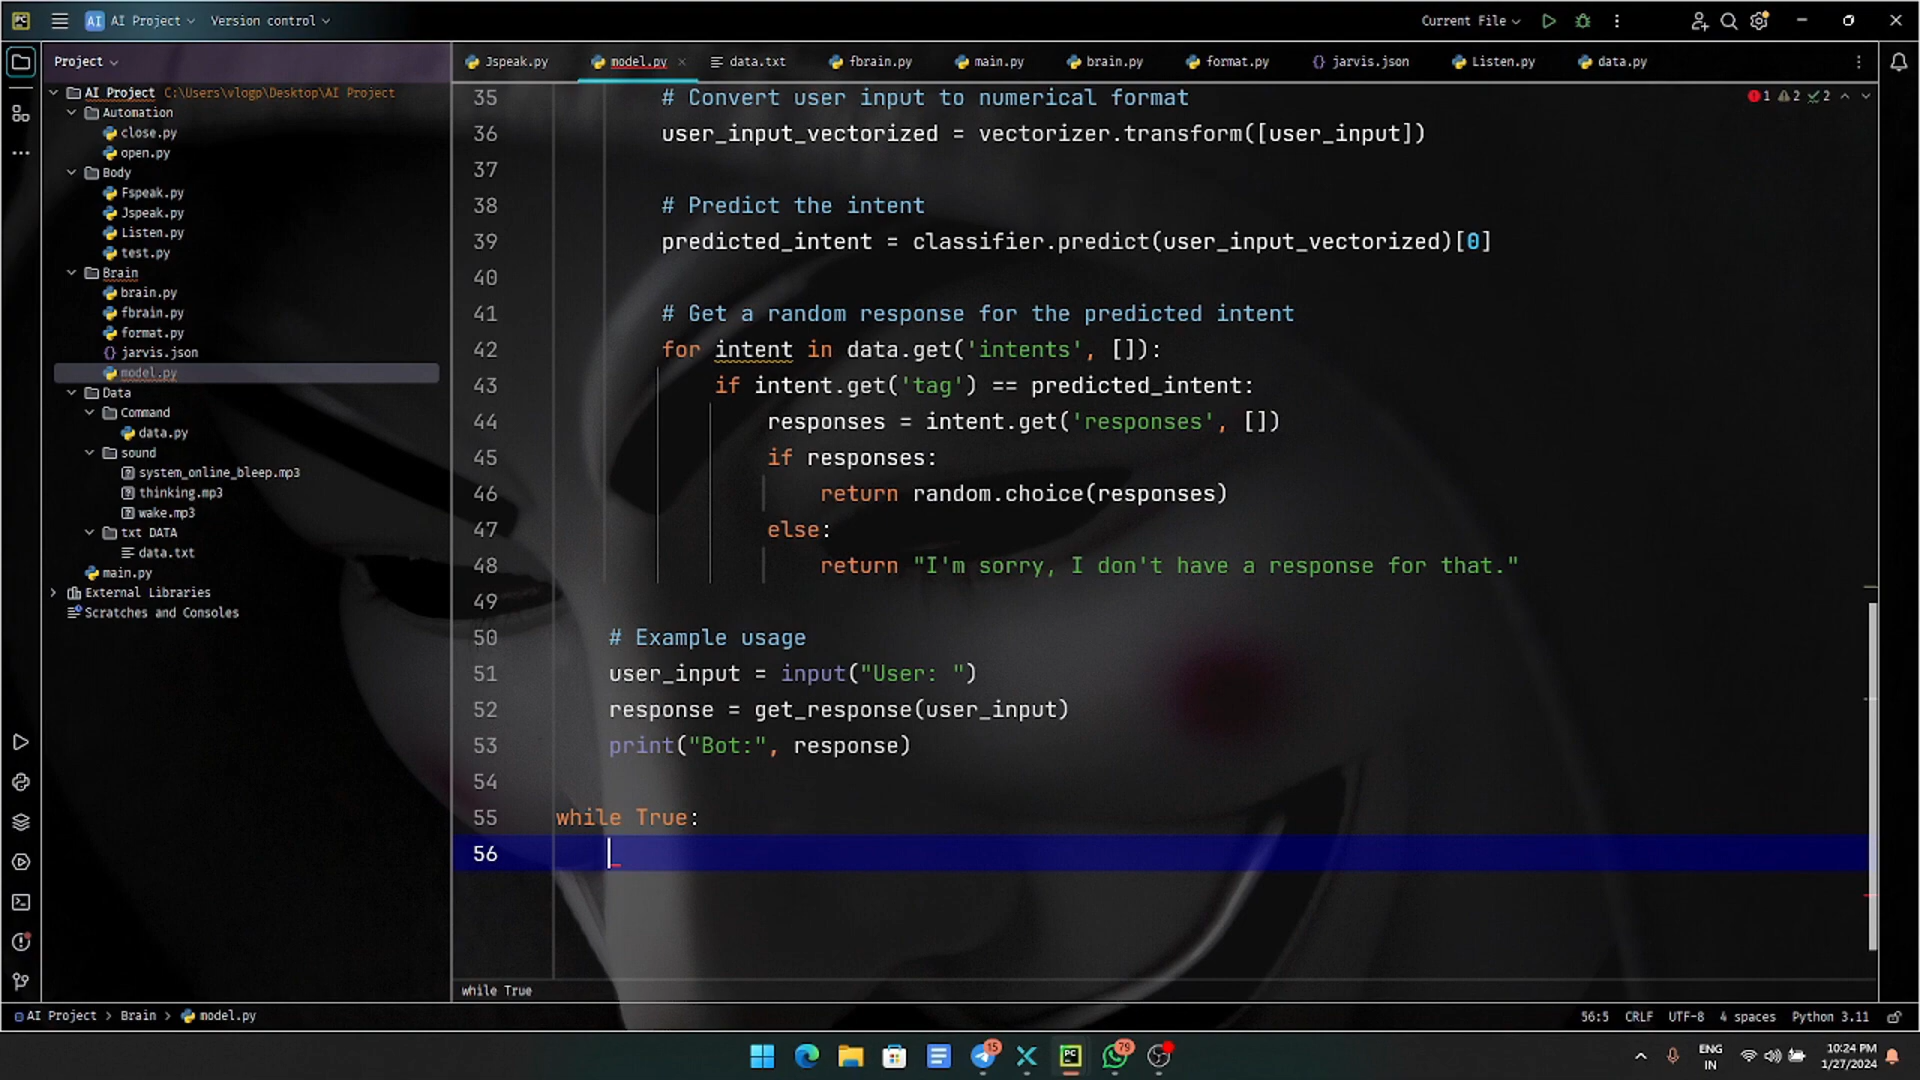 PC AI AI Project Version control Current File
Project
AI Project C:\Users\vlogp\Desktop\AI Project
Automation
close.py
open.py
Body
Fspeak.py
Jspeak.py
Listen.py
test.py
Brain
brain.py
fbrain.py
format.py
{} jarvis.json
model.py
Data
Command
data.py
sound
system_online_bleep.mp3
thinking.mp3
wake.mp3
txt DATA
data.txt
main.py
External Libraries
Scratches and Consoles
Jspeak.py model.py data.txt fbrain.py main.py brain.py format.py {} jarvis.json Listen.py data.py
1 2 2
35 # Convert user input to numerical format
36 user_input_vectorized = vectorizer.transform([user_input])
37
38 # Predict the intent
39 predicted_intent = classifier.predict(user_input_vectorized)[0]
40
41 # Get a random response for the predicted intent
42 for intent in data.get('intents', []):
43 if intent.get('tag') == predicted_intent:
44 responses = intent.get('responses', [])
45 if responses:
46 return random.choice(responses)
47 else:
48 return "I'm sorry, I don't have a response for that."
49
50 # Example usage
51 user_input = input("User: ")
52 response = get_response(user_input)
53 print("Bot:", response)
54
55 while True:
56
while True
AI Project > Brain > model.py 56:5 CRLF UTF-8 4 spaces Python 3.11
15 PC 79 ENG IN 10:24 PM 1/27/2024